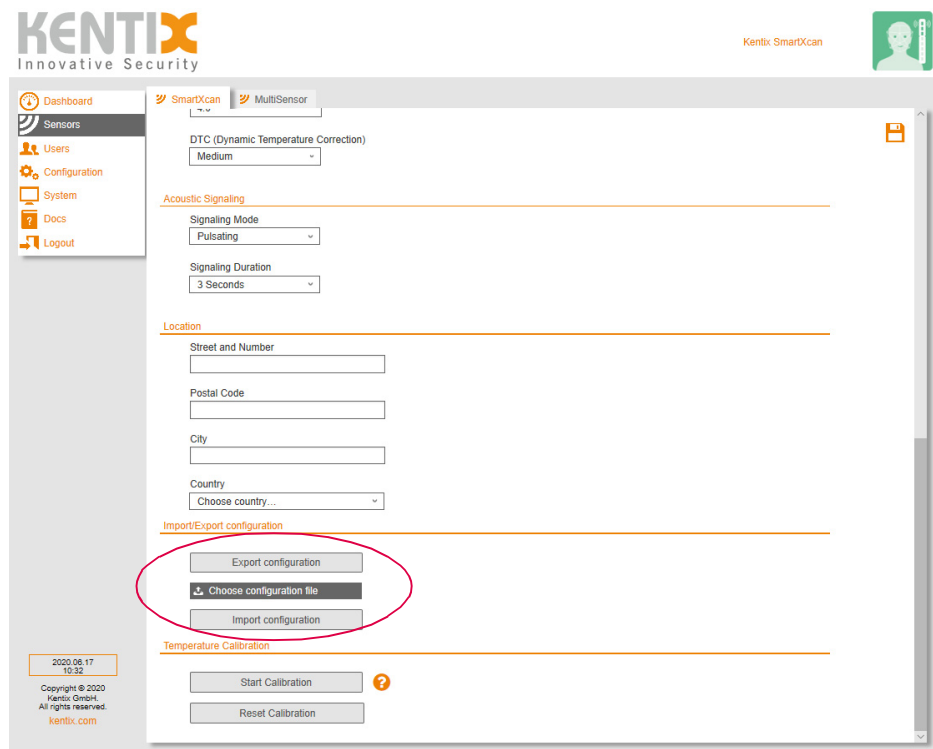 KENTIX
Innovative Security
Kentix SmartXcan
Dashboard
Sensors
Users
Configuration
System
Docs
Logout
2020.06.17
10:32
Copyright © 2020
Kentix GmbH.
All rights reserved.
kentix.com
SmartXcan
MultiSensor
DTC (Dynamic Temperature Correction)
Medium
Acoustic Signaling
Signaling Mode
Pulsating
Signaling Duration
3 Seconds
Location
Street and Number
Postal Code
City
Country
Choose country...
Import/Export configuration
Export configuration
Choose configuration file
Import configuration
Temperature Calibration
Start Calibration
?
Reset Calibration